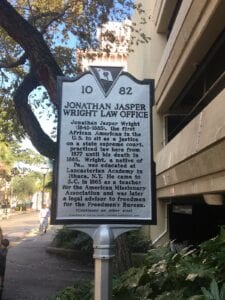 10 82
JONATHAN JASPER
WRIGHT LAW OFFICE
Jonathan Jasper Wright
(1840-1885), the first
African American in the
U.S. to sit as a justice
on a state supreme court,
practiced law here from
1877 until his death in
1885. Wright, a native of
Pa., was educated at
Lancasterian Academy in
Ithaca, N.Y. He came to
S.C. in 1865 as a teacher
for the American Missionary
Association and was later
a legal advisor to freedmen
for the Freedmen's Bureau.
(Continued on other side)